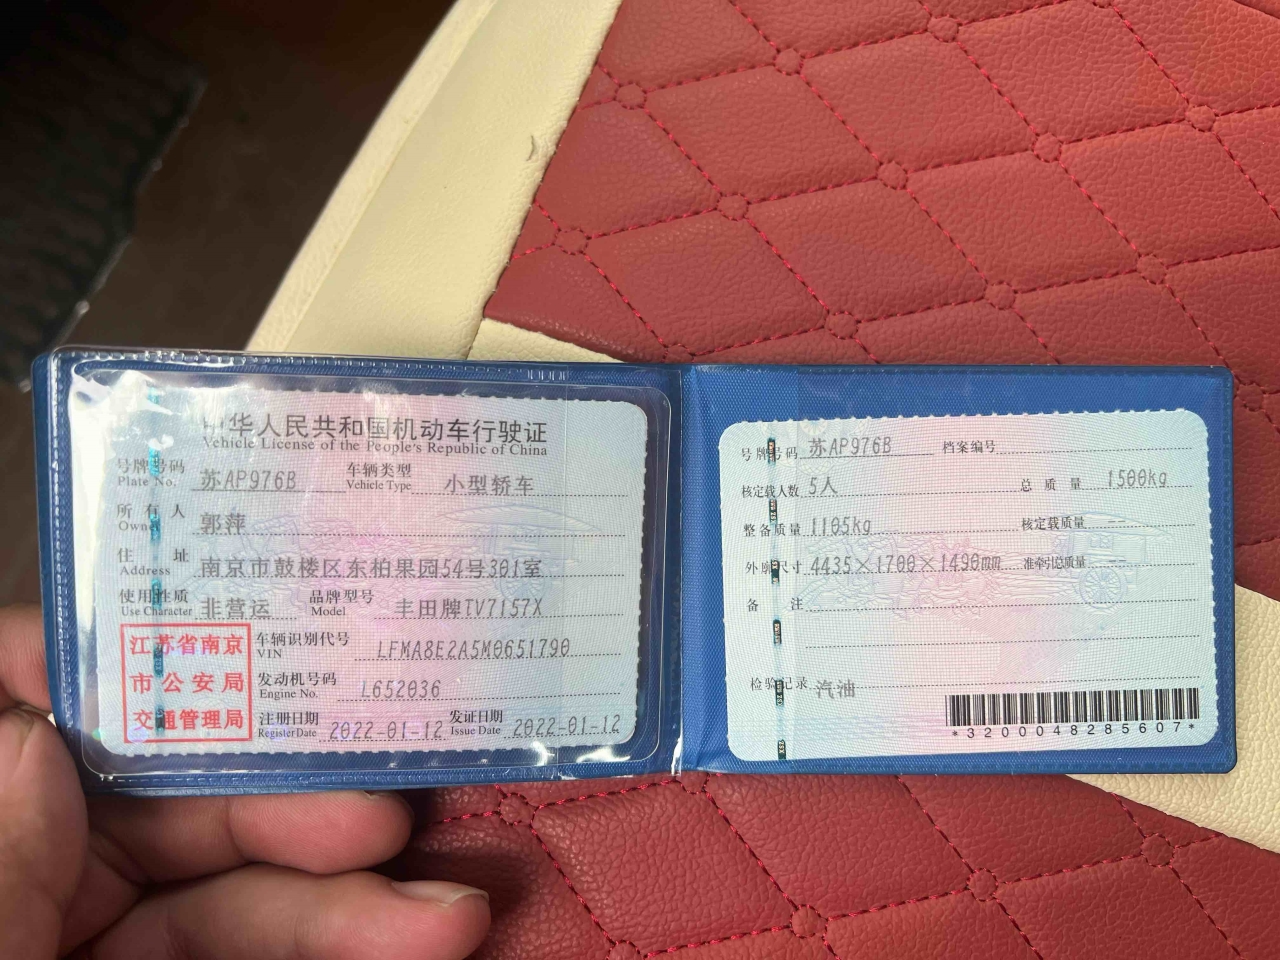 中华人民共和国机动车行驶证
Vehicle License of the People's Republic of China
号牌号码 苏AP976B 车辆类型 小型轿车
Plate No. Vehicle Type
所有人 郭萍
Owner
住址 南京市鼓楼区东柏果园54号301室
Address
使用性质 非营运 品牌型号 丰田牌TV7157X
Use Character Model
江苏省南京
市公安局
交通管理局
车辆识别代号 LFMA8E2A5M0651790
VIN
发动机号码 L652036
Engine No.
注册日期 2022-01-12 发证日期 2022-01-12
Register Date Issue Date
号牌号码 苏AP976B 档案编号
核定载人数 5人 总质量 1500kg
整备质量 1105kg 核定载质量 --
外廓尺寸 4435×1700×1490mm 准牵引总质量
备注
检验记录 汽油
*3200048285607*